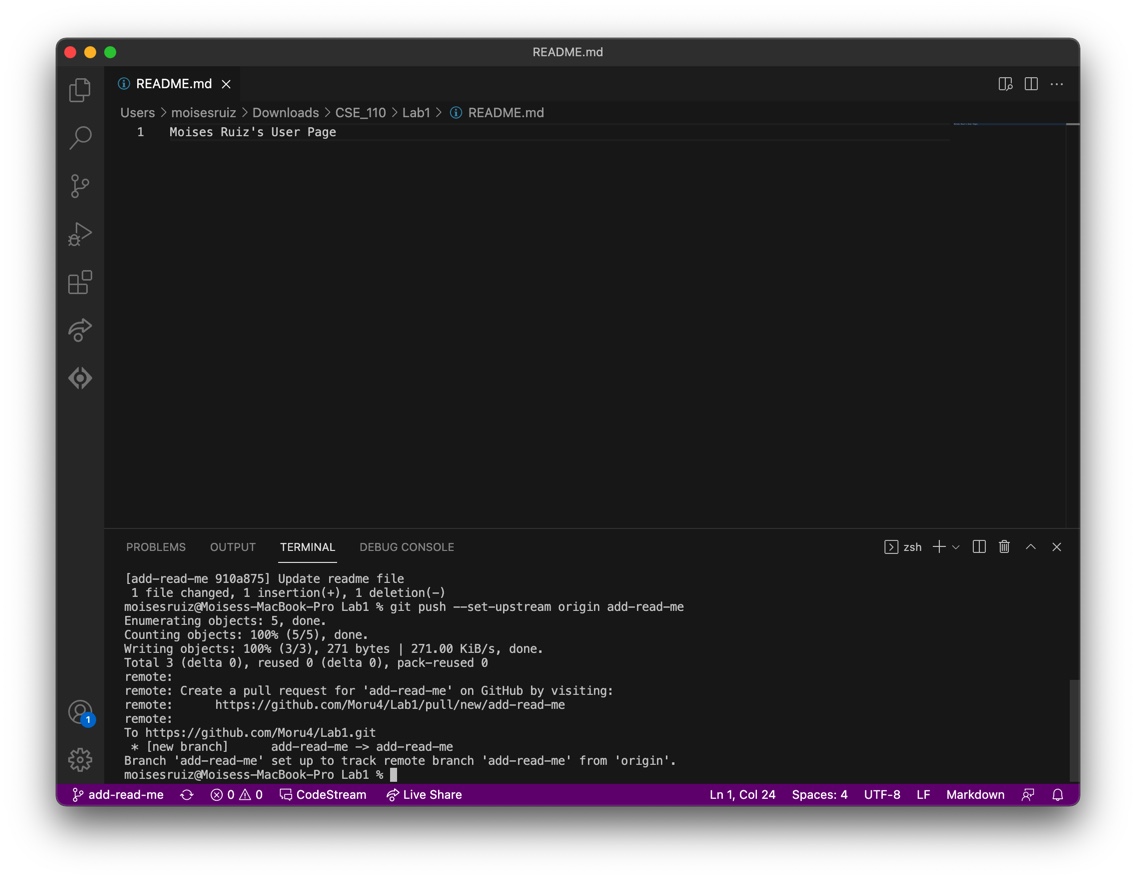 README.md
README.md
Users > moisesruiz > Downloads > CSE_110 > Lab1 > README.md
1 Moises Ruiz's User Page
PROBLEMS OUTPUT TERMINAL DEBUG CONSOLE zsh
[add-read-me 910a875] Update readme file
1 file changed, 1 insertion(+), 1 deletion(-)
moisesruiz@Moisess-MacBook-Pro Lab1 % git push --set-upstream origin add-read-me
Enumerating objects: 5, done.
Counting objects: 100% (5/5), done.
Writing objects: 100% (3/3), 271 bytes | 271.00 KiB/s, done.
Total 3 (delta 0), reused 0 (delta 0), pack-reused 0
remote:
remote: Create a pull request for 'add-read-me' on GitHub by visiting:
remote:      https://github.com/Moru4/Lab1/pull/new/add-read-me
remote:
To https://github.com/Moru4/Lab1.git
* [new branch]      add-read-me -> add-read-me
Branch 'add-read-me' set up to track remote branch 'add-read-me' from 'origin'.
moisesruiz@Moisess-MacBook-Pro Lab1 %
1
add-read-me 0 0 CodeStream Live Share Ln 1, Col 24 Spaces: 4 UTF-8 LF Markdown